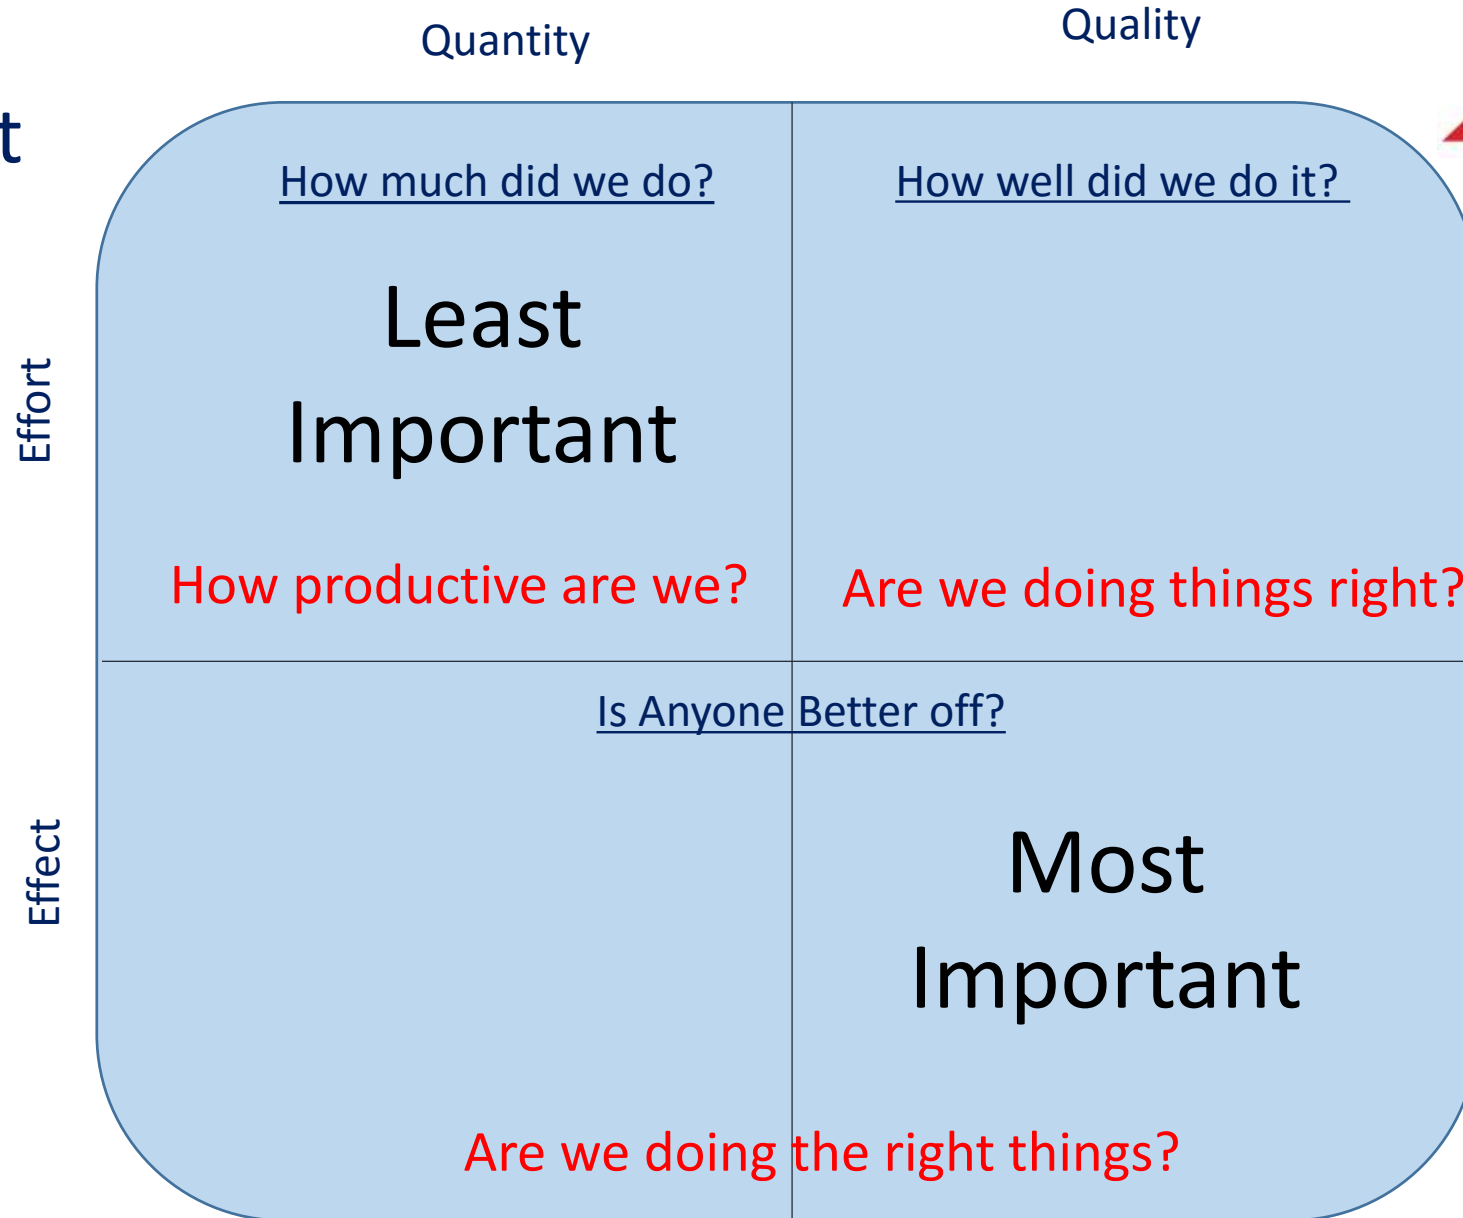 Quantity
Quality
t
How much did we do?
How well did we do it?
Least
Important
Effort
How productive are we?
Are we doing things right?
Is Anyone Better off?
Effect
Most
Important
Are we doing the right things?